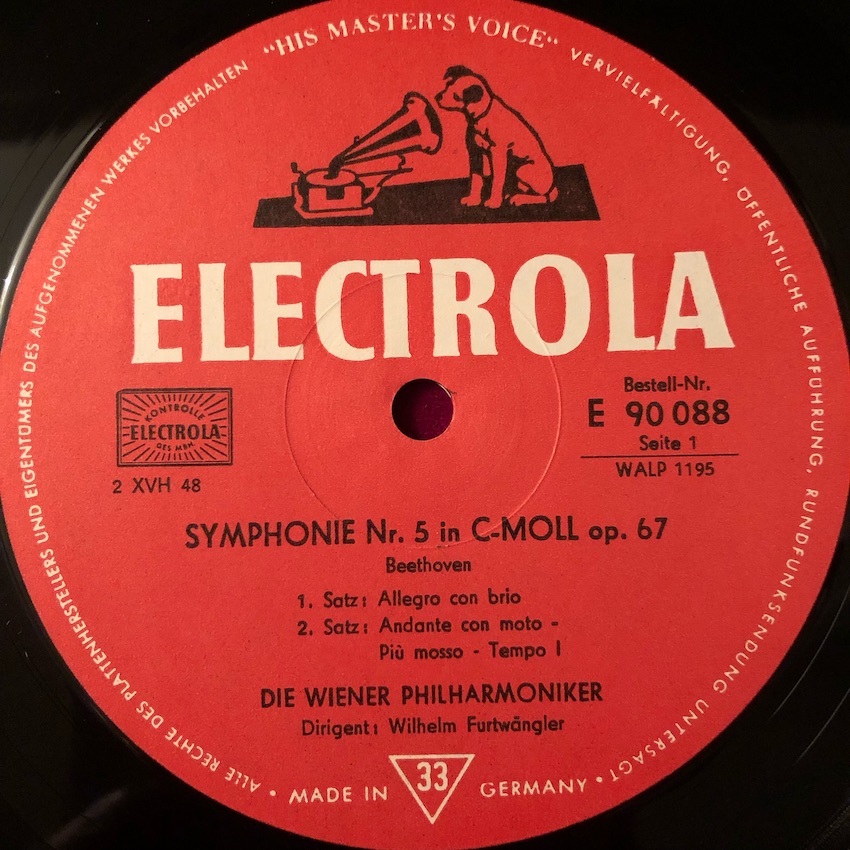 "HIS MASTER'S VOICE"
ELECTROLA
KONTROLLE
ELECTROLA
GES MBH
2 XVH 48
Bestell-Nr.
E 90 088
Seite 1
WALP 1195
SYMPHONIE Nr. 5 in C-MOLL op. 67
Beethoven
1. Satz: Allegro con brio
2. Satz: Andante con moto -
Più mosso - Tempo I
DIE WIENER PHILHARMONIKER
Dirigent: Wilhelm Furtwängler
33
• MADE IN GERMANY •
ALLE RECHTE DES PLATTENHERSTELLERS UND EIGENTÜMERS DES AUFGENOMMENEN WERKES VORBEHALTEN
VERVIELFÄLTIGUNG, ÖFFENTLICHE AUFFÜHRUNG, RUNDFUNKSENDUNG UNTERSAGT